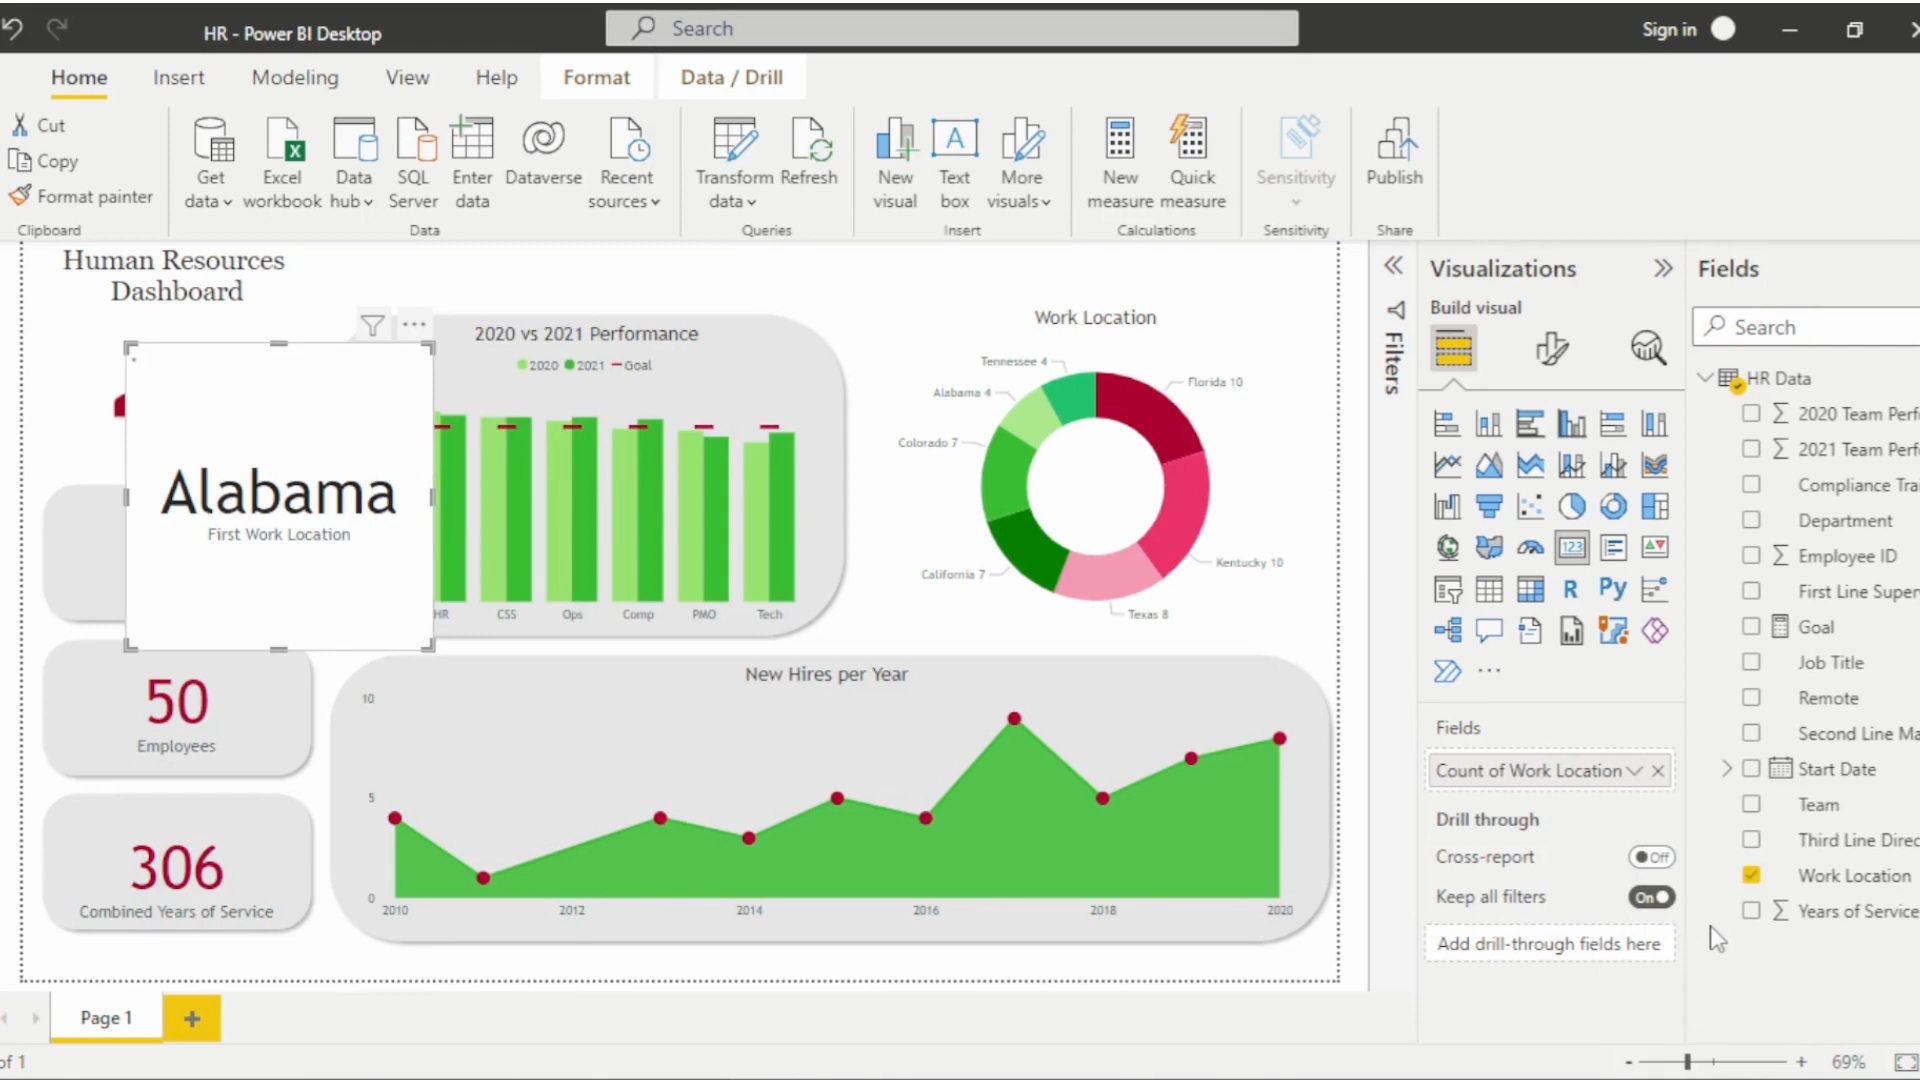 HR - Power BI Desktop
Search
Sign in
Home
Insert
Modeling
View
Help
Format
Data / Drill
Cut
Copy
Format painter
Clipboard
Get data
Excel workbook
Data hub
SQL Server
Enter data
Dataverse
Recent sources
Data
Transform data
Refresh
Queries
New visual
Text box
More visuals
Insert
New measure
Quick measure
Calculations
Sensitivity
Sensitivity
Publish
Share
Human Resources
Dashboard
Alabama
First Work Location
2020 vs 2021 Performance
2020
2021
Goal
HR
CSS
Ops
Comp
PMO
Tech
Work Location
Tennessee 4
Florida 10
Alabama 4
Colorado 7
California 7
Kentucky 10
Texas 8
50
Employees
306
Combined Years of Service
New Hires per Year
10
5
0
2010
2012
2014
2016
2018
2020
Filters
Visualizations
Build visual
123
R
Py
Fields
Count of Work Location
Drill through
Cross-report
Off
Keep all filters
On
Add drill-through fields here
Fields
Search
HR Data
2020 Team Perf
2021 Team Perf
Compliance Tra
Department
Employee ID
First Line Super
Goal
Job Title
Remote
Second Line Ma
Start Date
Team
Third Line Direc
Work Location
Years of Service
Page 1
of 1
69%